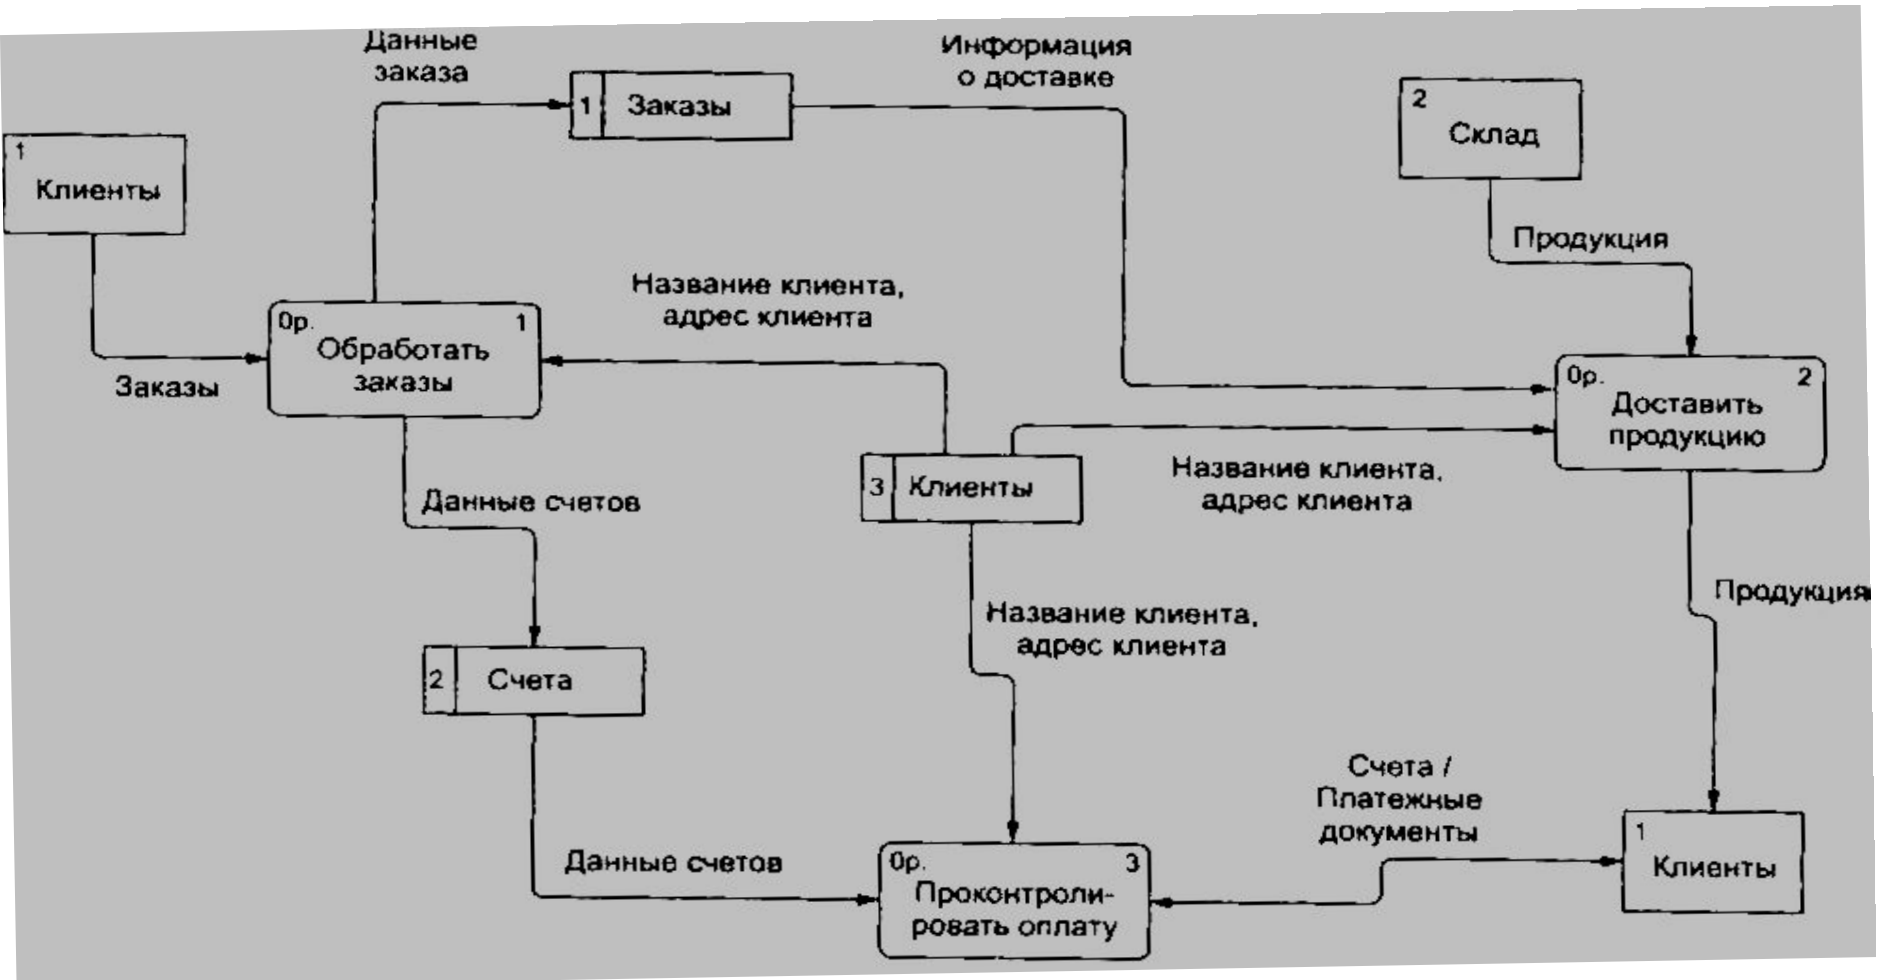 Данные
заказа
Информация
о доставке
1 Заказы
2
Склад
1
Клиенты
Продукция
Название клиента,
адрес клиента
0р. 1
Обработать
заказы
Заказы
0р. 2
Доставить
продукцию
Название клиента,
адрес клиента
3 Клиенты
Данные счетов
Продукция
Название клиента,
адрес клиента
2 Счета
Счета /
Платежные
документы
Данные счетов
0р. 3
Проконтроли-
ровать оплату
1
Клиенты